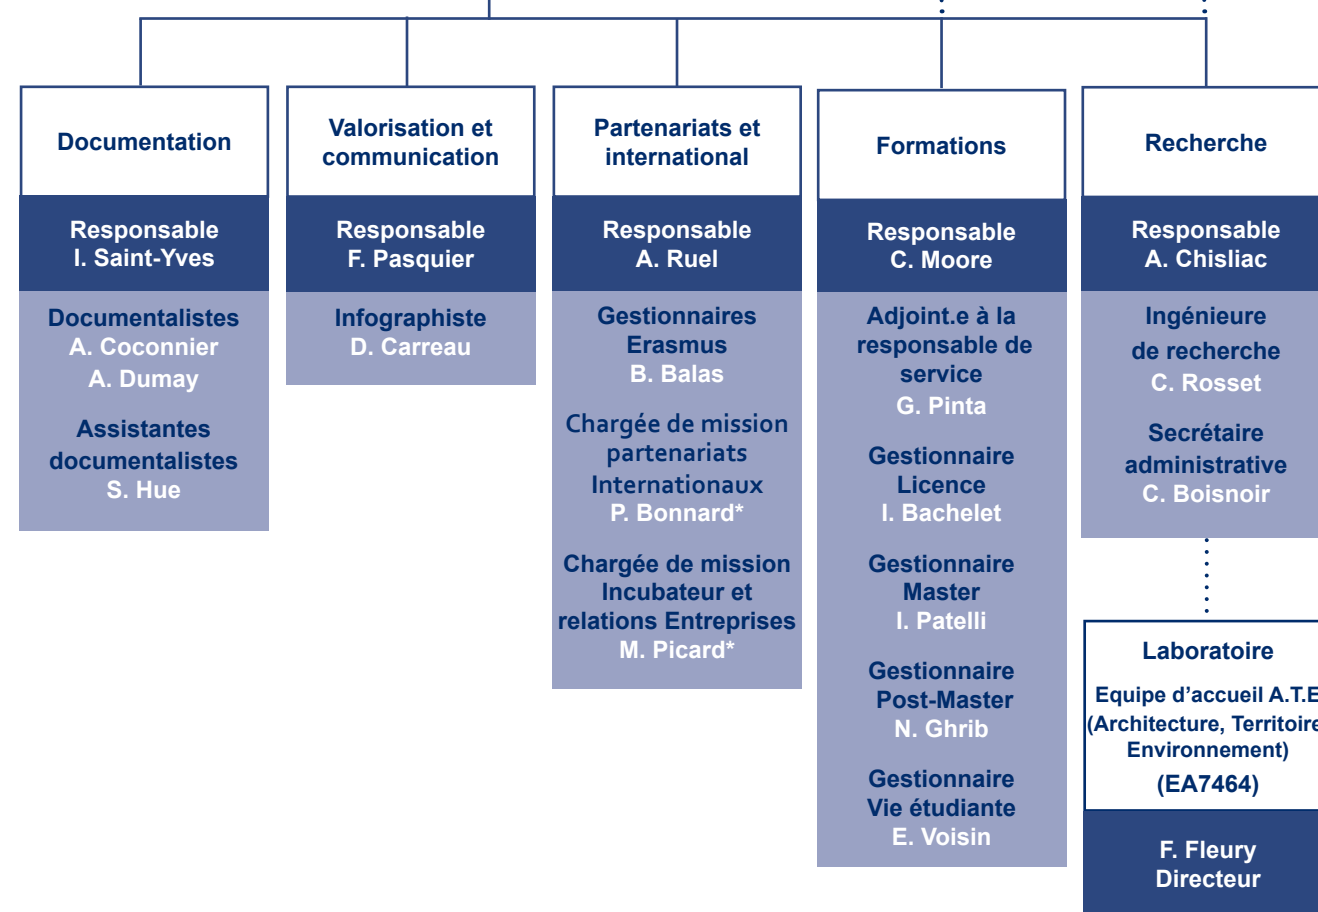 Documentation
Responsable
I. Saint-Yves
Documentalistes
A. Coconnier
A. Dumay
Assistantes
documentalistes
S. Hue
Valorisation et
communication
Responsable
F. Pasquier
Infographiste
D. Carreau
Partenariats et
international
Responsable
A. Ruel
Gestionnaires
Erasmus
B. Balas
Chargée de mission
partenariats
Internationaux
P. Bonnard*
Chargée de mission
Incubateur et
relations Entreprises
M. Picard*
Formations
Responsable
C. Moore
Adjoint.e à la
responsable de
service
G. Pinta
Gestionnaire
Licence
I. Bachelet
Gestionnaire
Master
I. Patelli
Gestionnaire
Post-Master
N. Ghrib
Gestionnaire
Vie étudiante
E. Voisin
Recherche
Responsable
A. Chisliac
Ingénieure
de recherche
C. Rosset
Secrétaire
administrative
C. Boisnoir
Laboratoire
Equipe d’accueil A.T.E
(Architecture, Territoire
Environnement)
(EA7464)
F. Fleury
Directeur